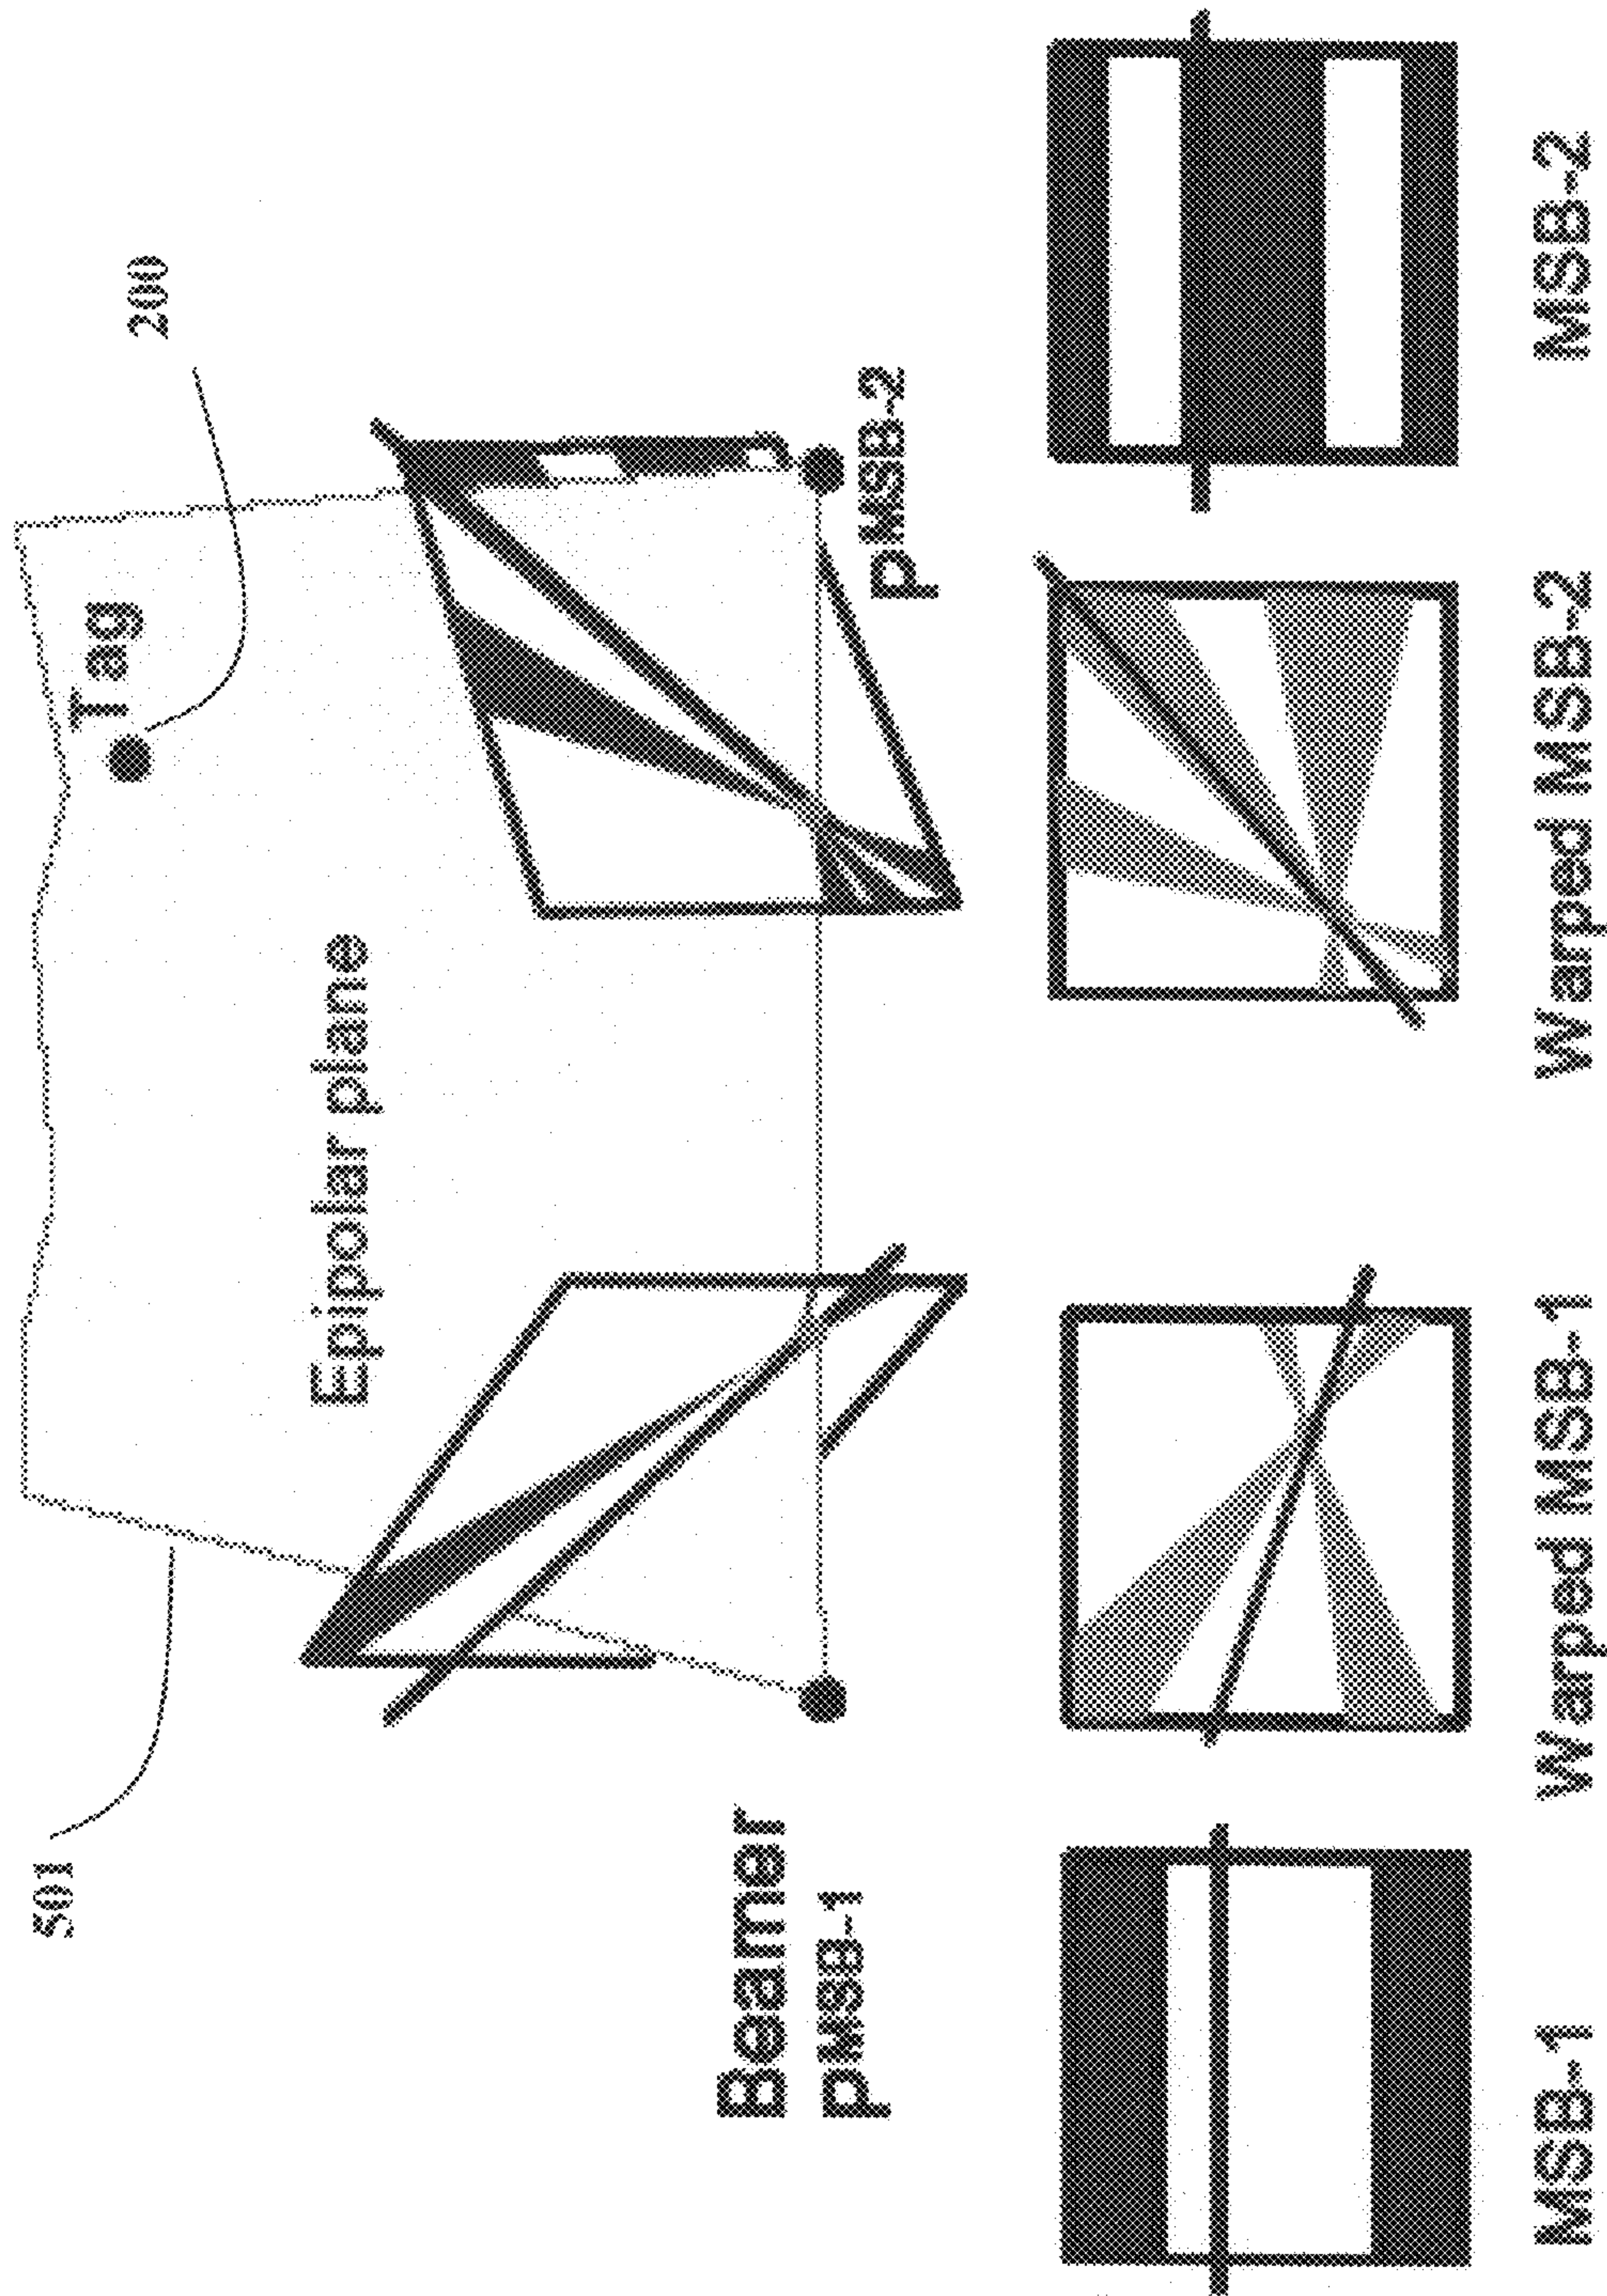 501
200
Tag
Epipolar plane
Beamer
PMSB-1
PMSB-2
MSB-1
Warped MSB-1
Warped MSB-2
MSB-2